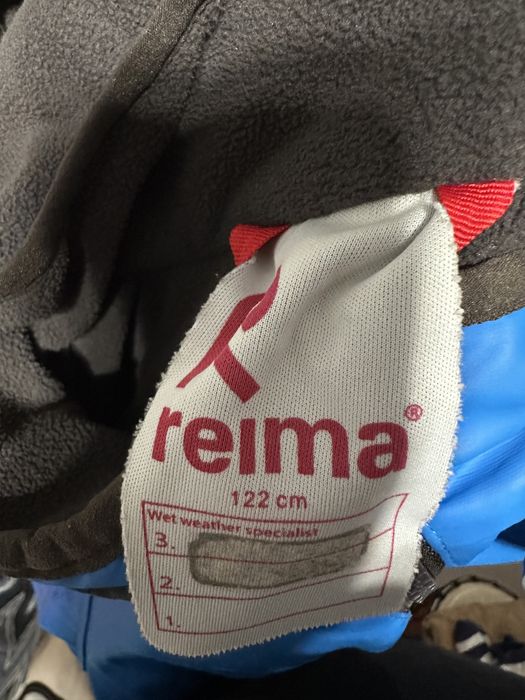 reima®
122 cm
Wet weather specialist
3.
2.
1.